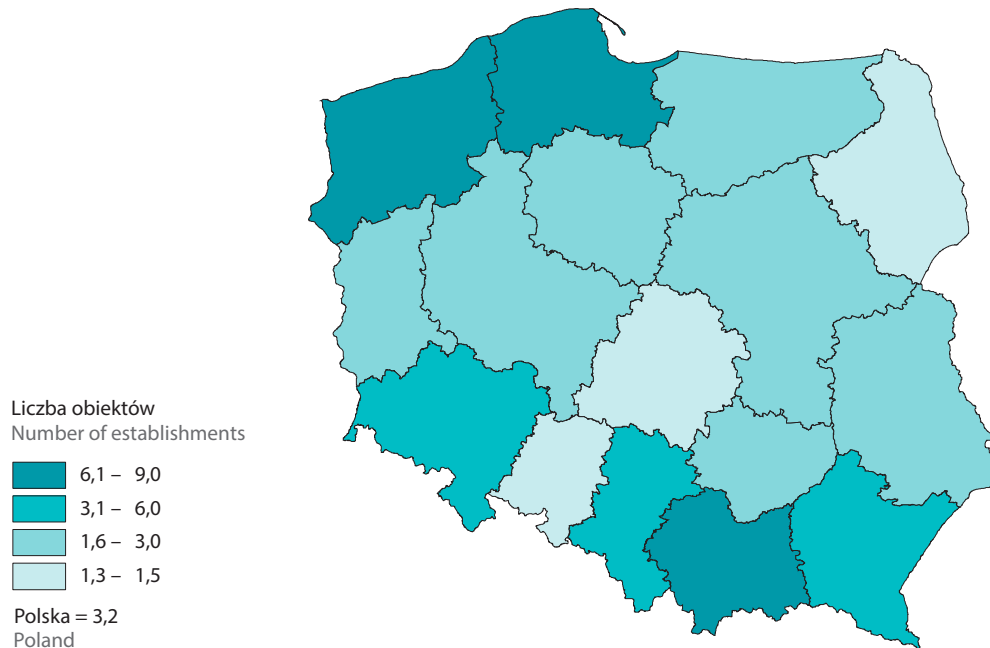 Liczba obiektów
Number of establishments
6,1 – 9,0
3,1 – 6,0
1,6 – 3,0
1,3 – 1,5
Polska = 3,2
Poland